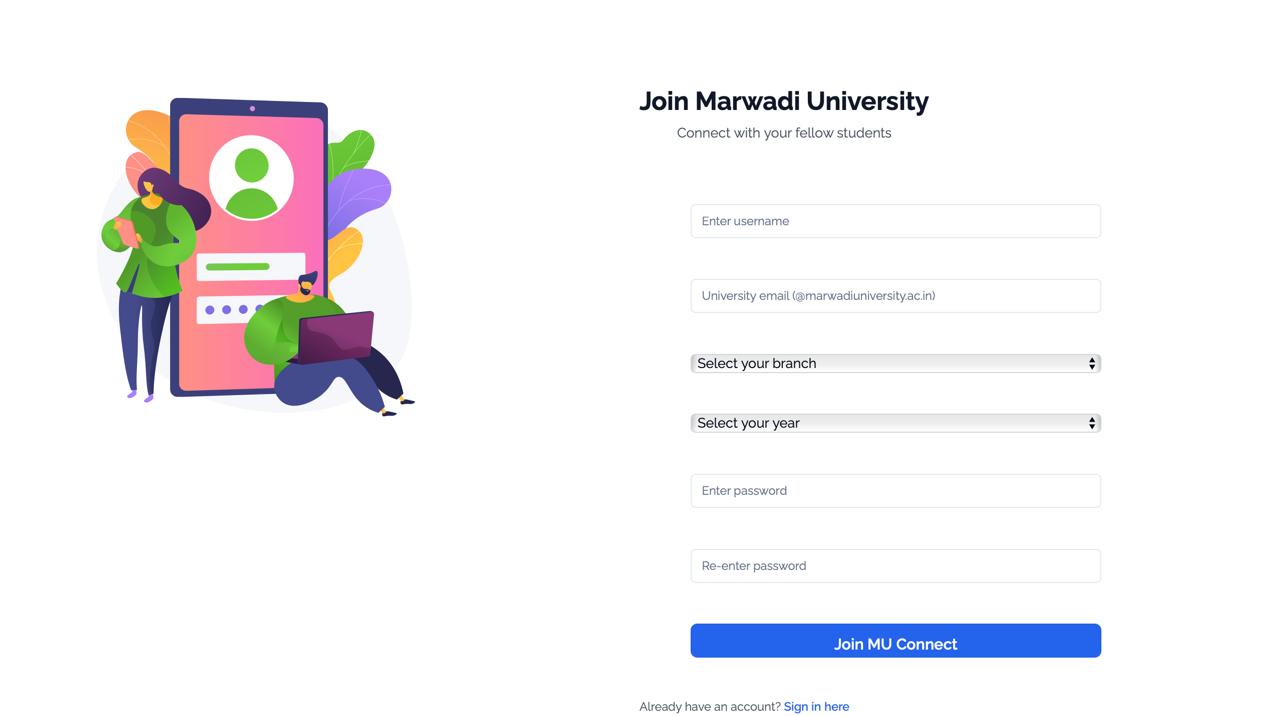 Join Marwadi University
Connect with your fellow students
Enter username
University email (@marwadiuniversity.ac.in)
Select your branch
Select your year
Enter password
Re-enter password
Join MU Connect
Already have an account? Sign in here